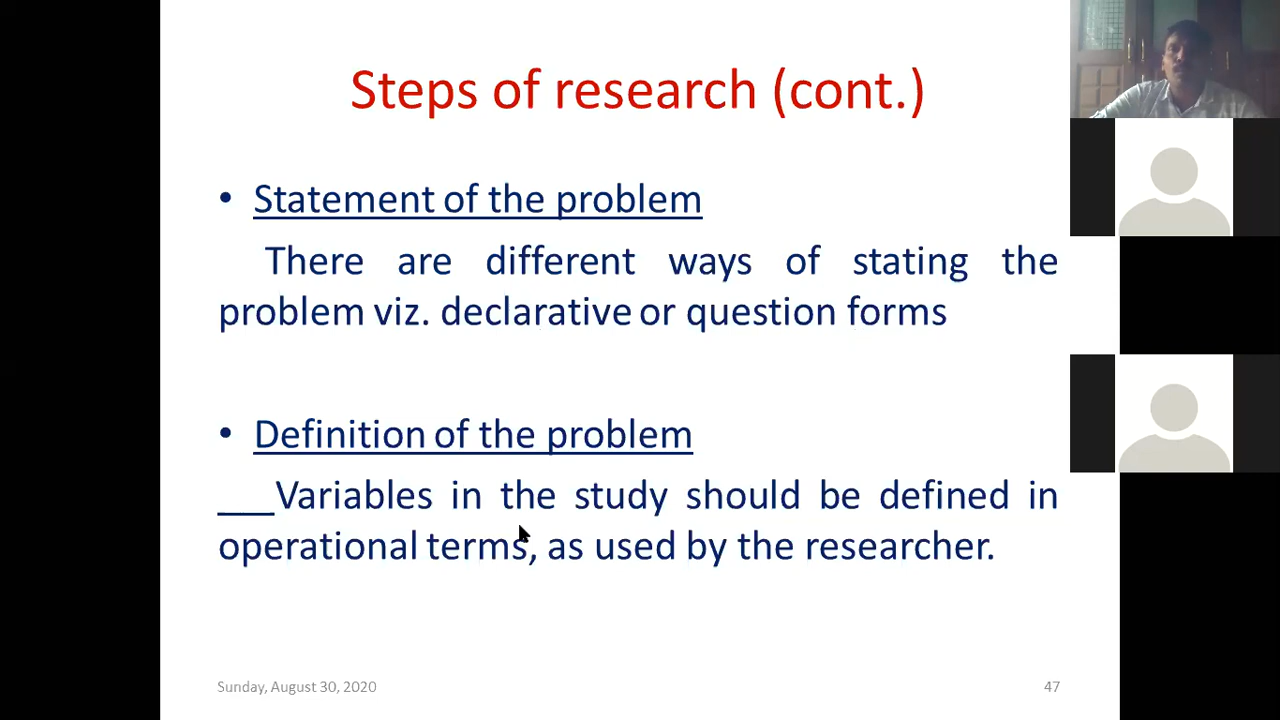 Steps of research (cont.)
• Statement of the problem
There are different ways of stating the
problem viz. declarative or question forms
• Definition of the problem
___Variables in the study should be defined in
operational terms, as used by the researcher.
Sunday, August 30, 2020
47